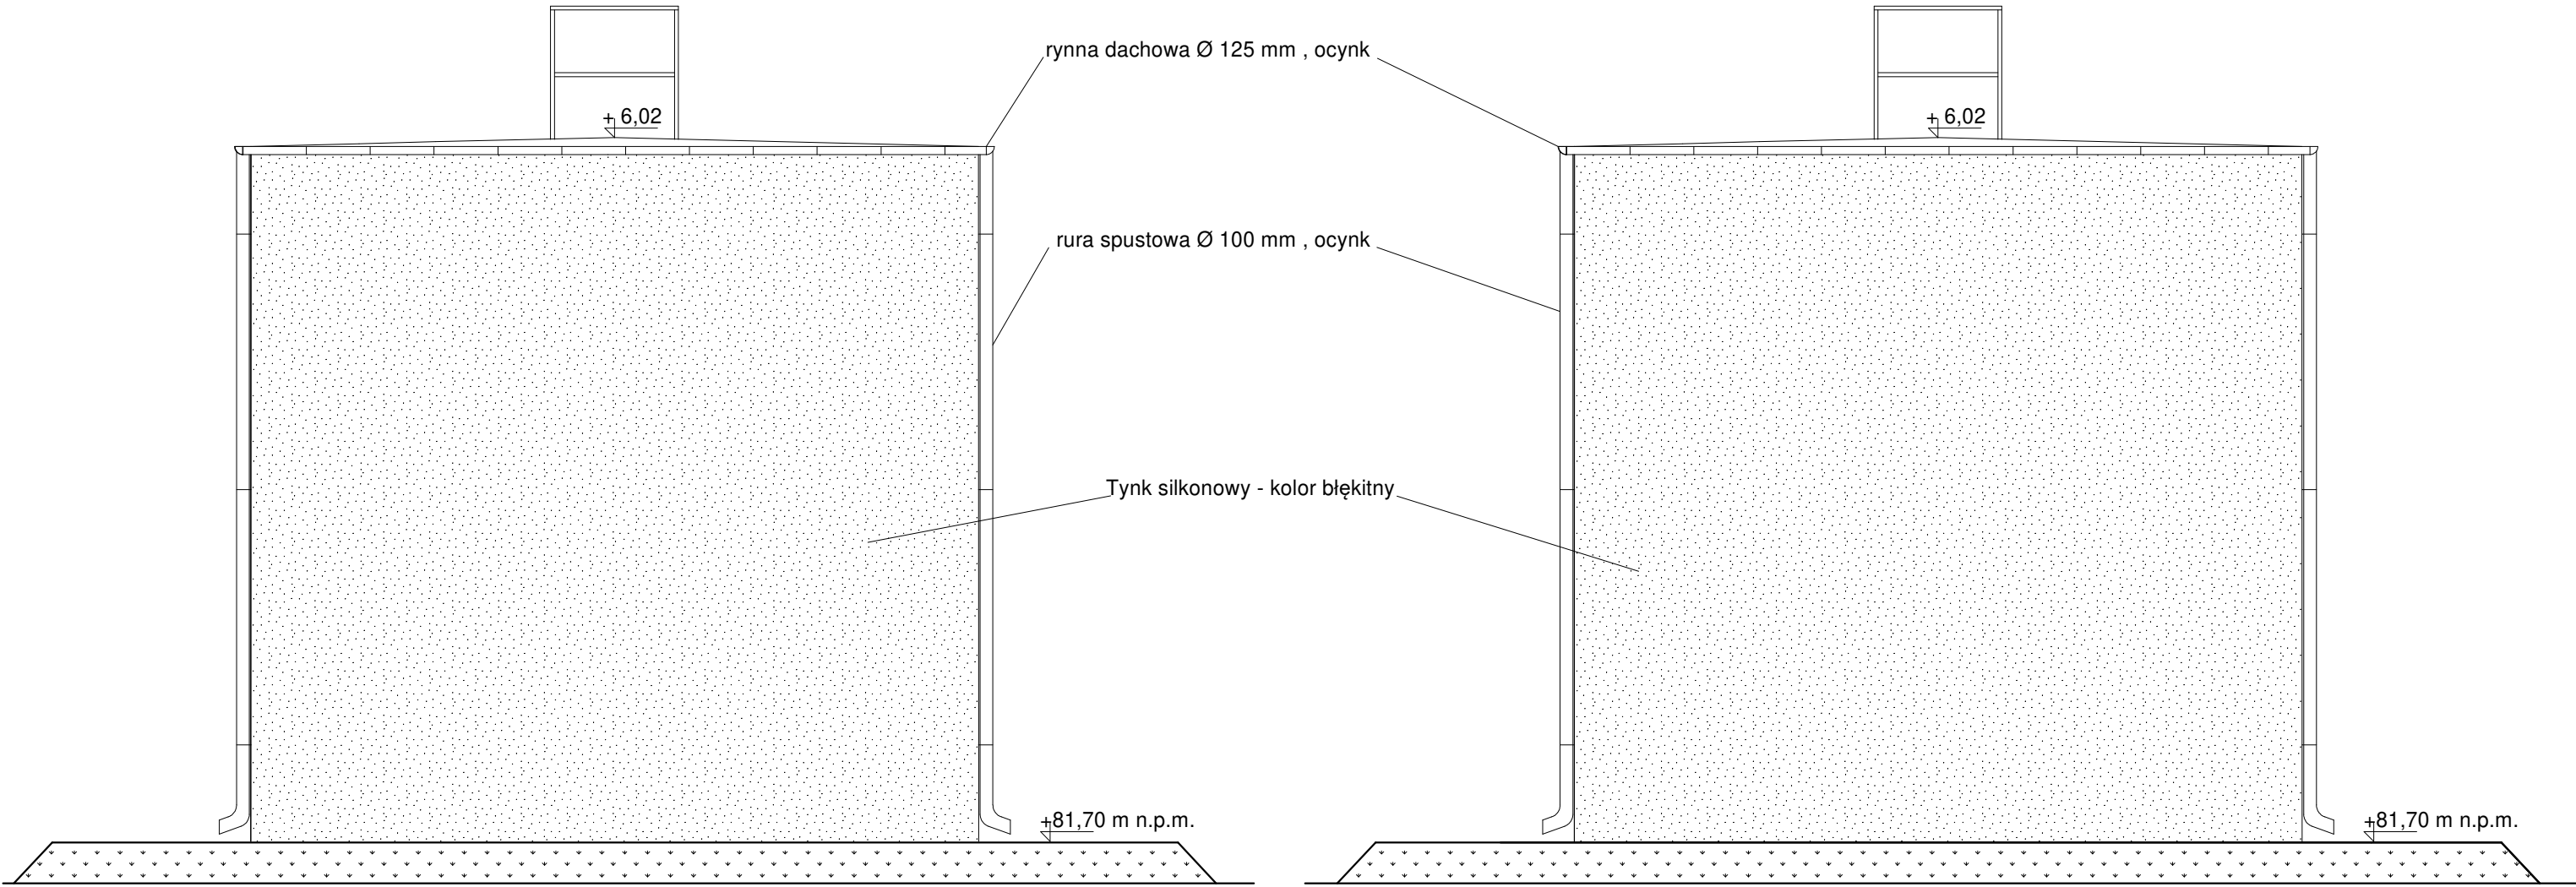 rynna dachowa Ø 125 mm , ocynk
+ 6,02
+ 6,02
rura spustowa Ø 100 mm , ocynk
Tynk silkonowy - kolor błękitny
+81,70 m n.p.m.
+81,70 m n.p.m.